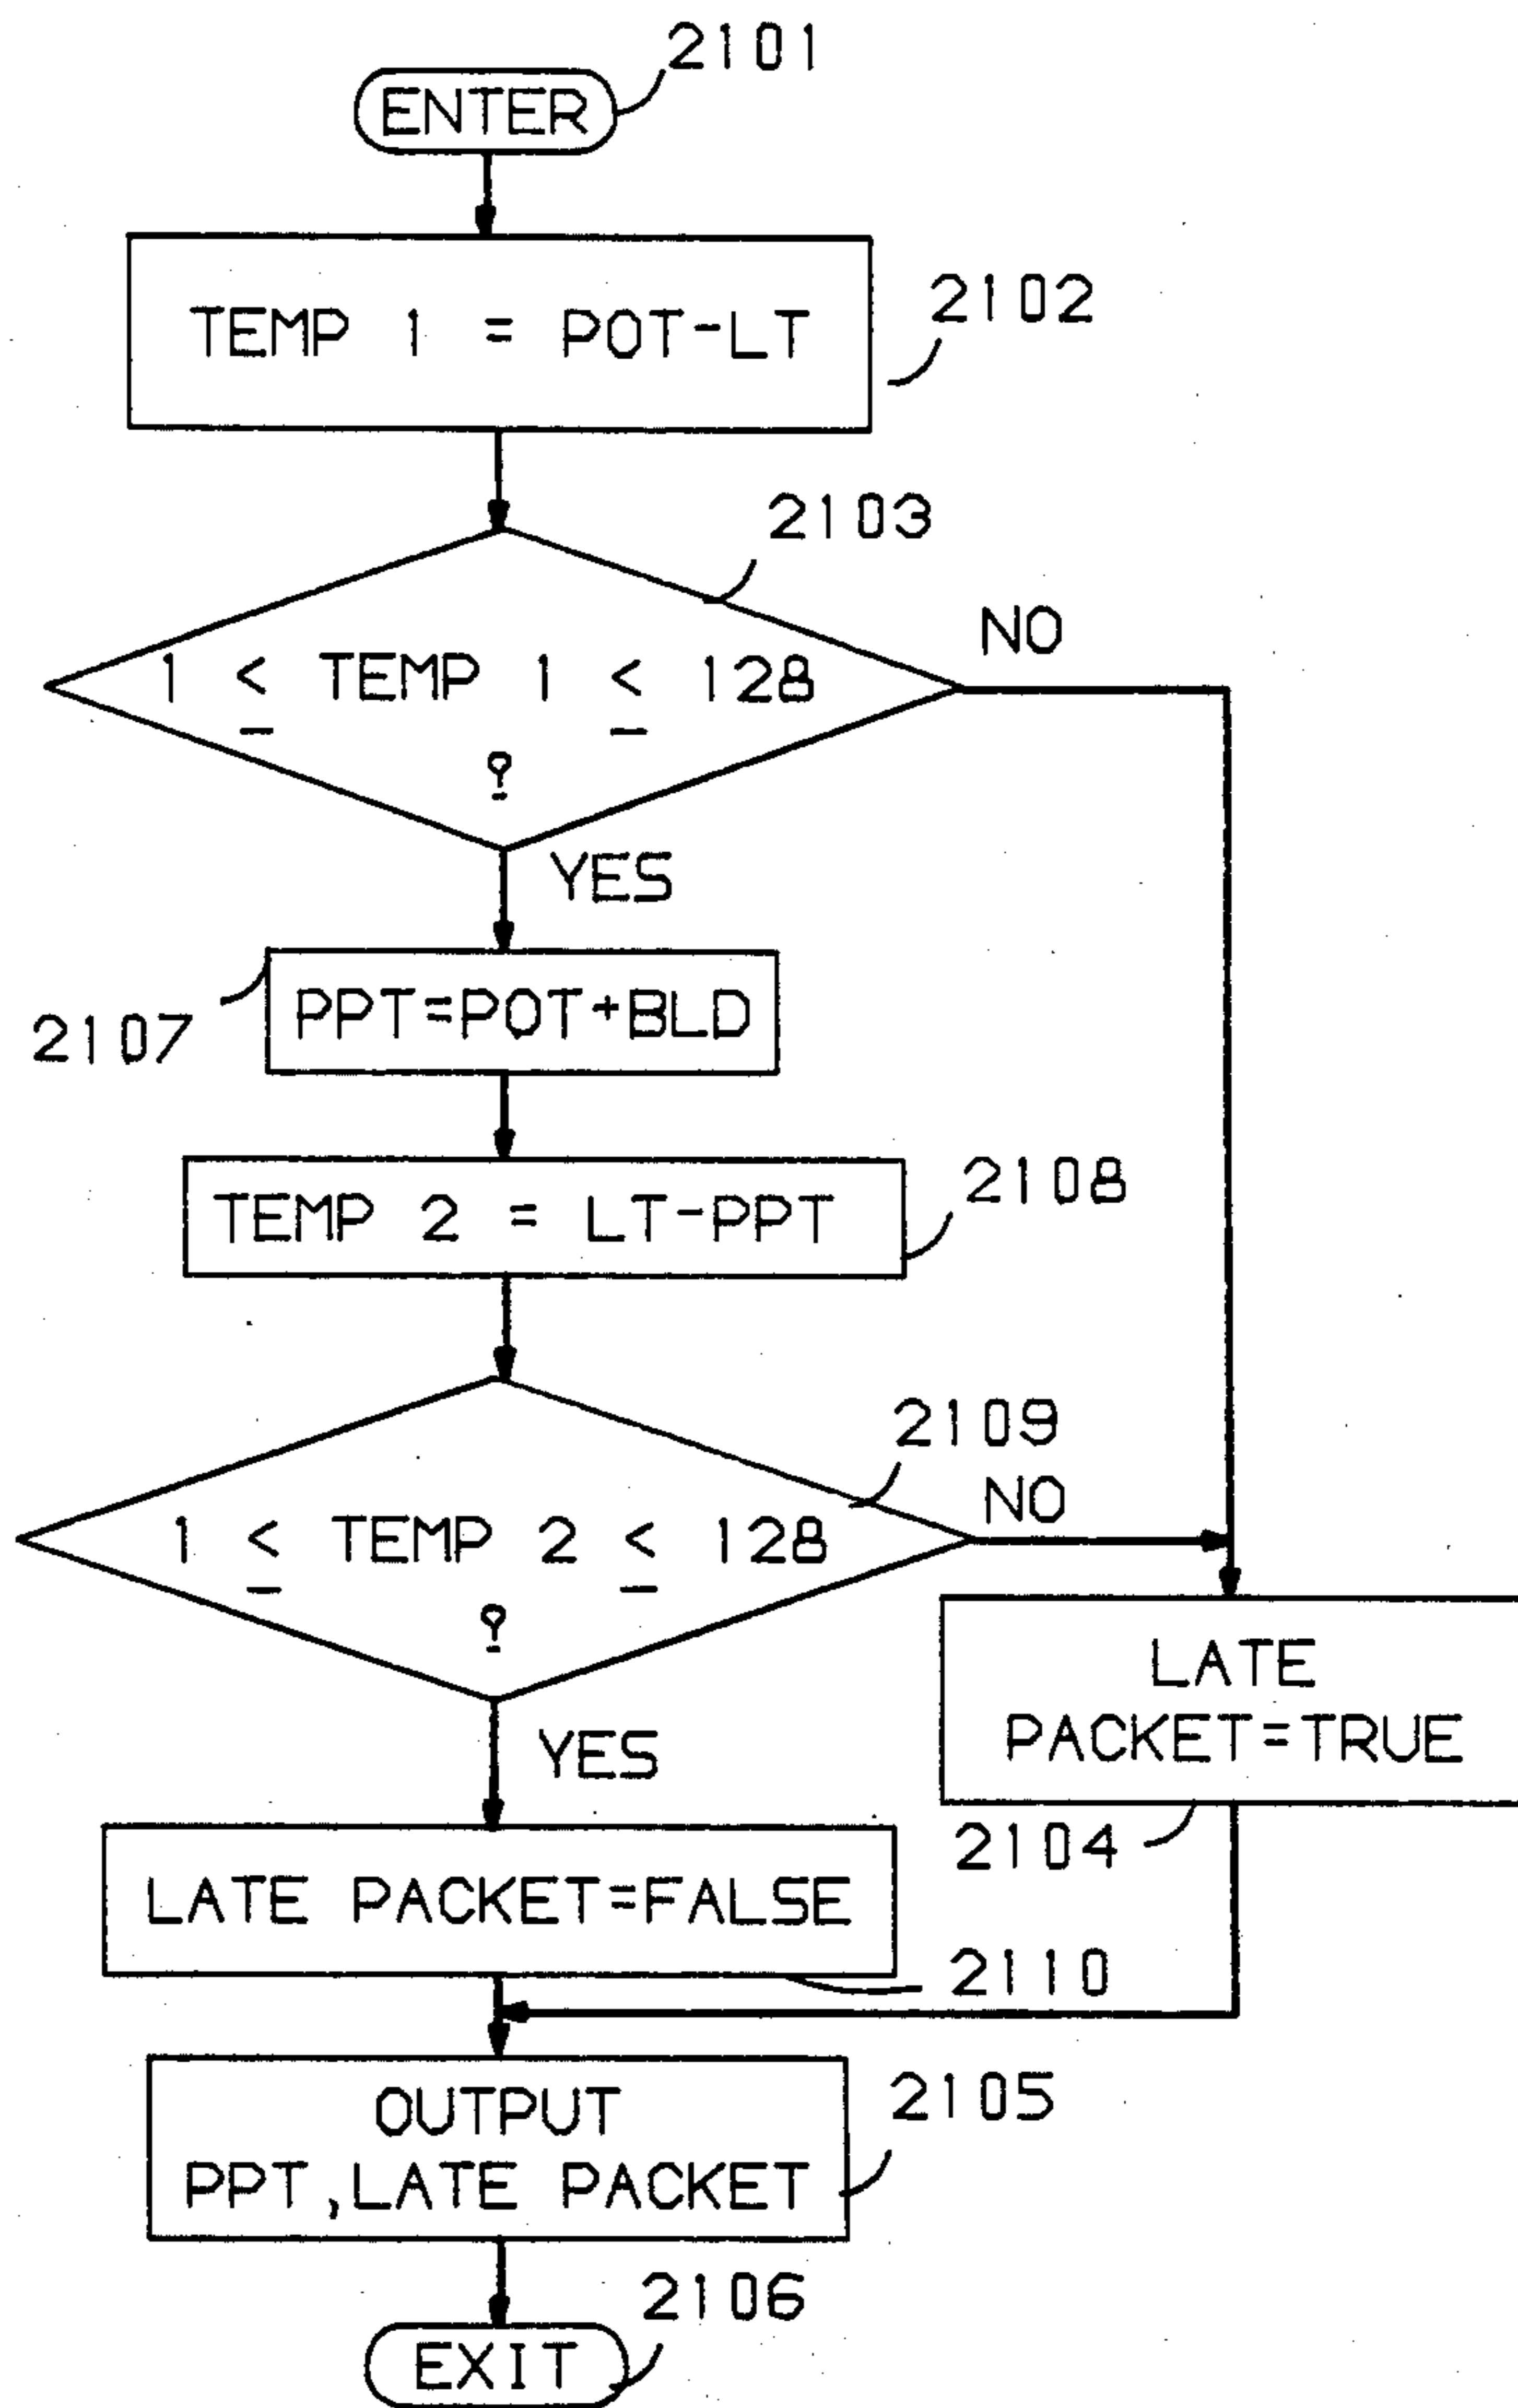 2101
ENTER
2102
TEMP 1 = POT-LT
2103
NO
1 ≤ TEMP 1 ≤ 128
?
YES
PPT=POT+BLD
2107
2108
TEMP 2 = LT-PPT
2109
NO
1 ≤ TEMP 2 ≤ 128
?
LATE
PACKET=TRUE
YES
2104
LATE PACKET=FALSE
2110
OUTPUT
2105
PPT,LATE PACKET
2106
EXIT